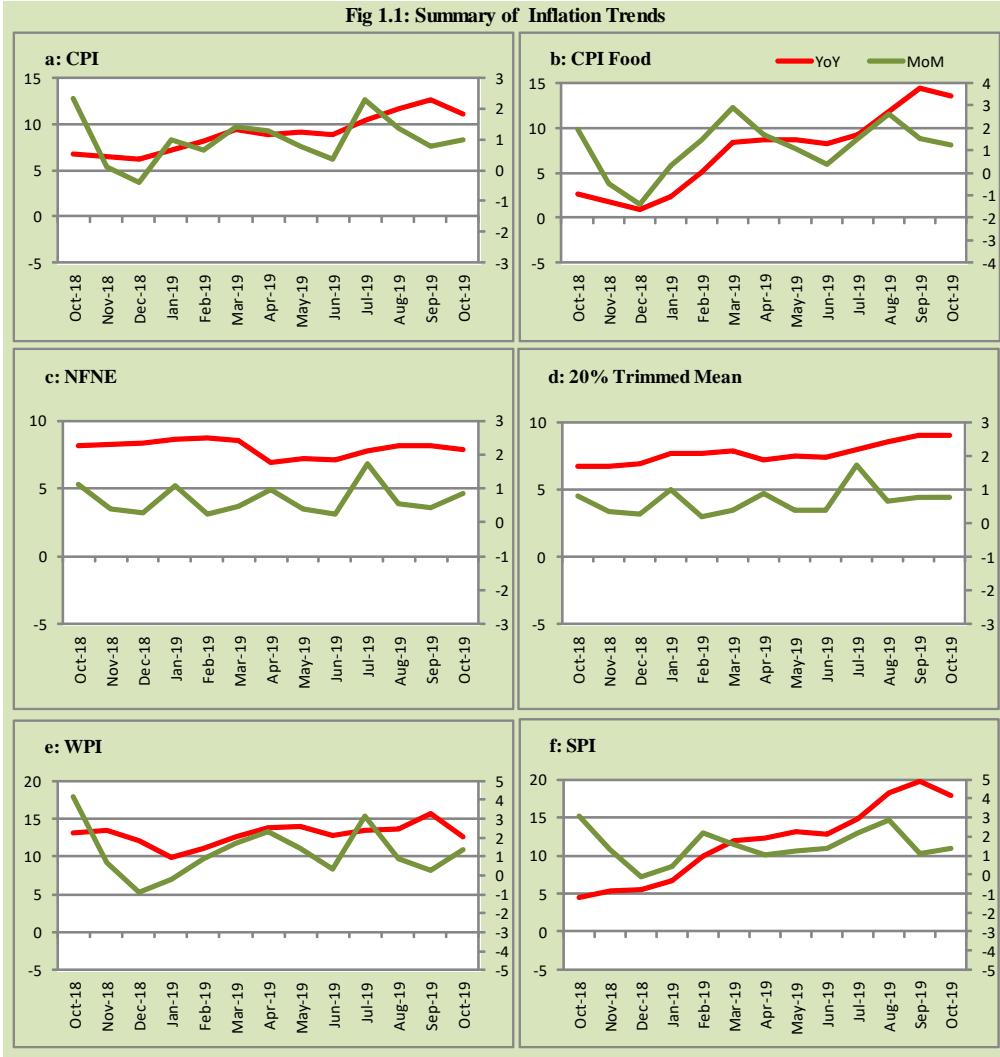 Fig 1.1: Summary of Inflation Trends
a: CPI
15
10
5
0
-5
3
2
1
0
-1
-2
-3
Oct-18
Nov-18
Dec-18
Jan-19
Feb-19
Mar-19
Apr-19
May-19
Jun-19
Jul-19
Aug-19
Sep-19
Oct-19
b: CPI Food
YoY
MoM
15
10
5
0
-5
4
3
2
1
0
-1
-2
-3
-4
Oct-18
Nov-18
Dec-18
Jan-19
Feb-19
Mar-19
Apr-19
May-19
Jun-19
Jul-19
Aug-19
Sep-19
Oct-19
c: NFNE
10
5
0
-5
3
2
1
0
-1
-2
-3
Oct-18
Nov-18
Dec-18
Jan-19
Feb-19
Mar-19
Apr-19
May-19
Jun-19
Jul-19
Aug-19
Sep-19
Oct-19
d: 20% Trimmed Mean
10
5
0
-5
3
2
1
0
-1
-2
-3
Oct-18
Nov-18
Dec-18
Jan-19
Feb-19
Mar-19
Apr-19
May-19
Jun-19
Jul-19
Aug-19
Sep-19
Oct-19
e: WPI
20
15
10
5
0
-5
5
4
3
2
1
0
-1
-2
-3
-4
-5
Oct-18
Nov-18
Dec-18
Jan-19
Feb-19
Mar-19
Apr-19
May-19
Jun-19
Jul-19
Aug-19
Sep-19
Oct-19
f: SPI
20
15
10
5
0
-5
5
4
3
2
1
0
-1
-2
-3
-4
-5
Oct-18
Nov-18
Dec-18
Jan-19
Feb-19
Mar-19
Apr-19
May-19
Jun-19
Jul-19
Aug-19
Sep-19
Oct-19